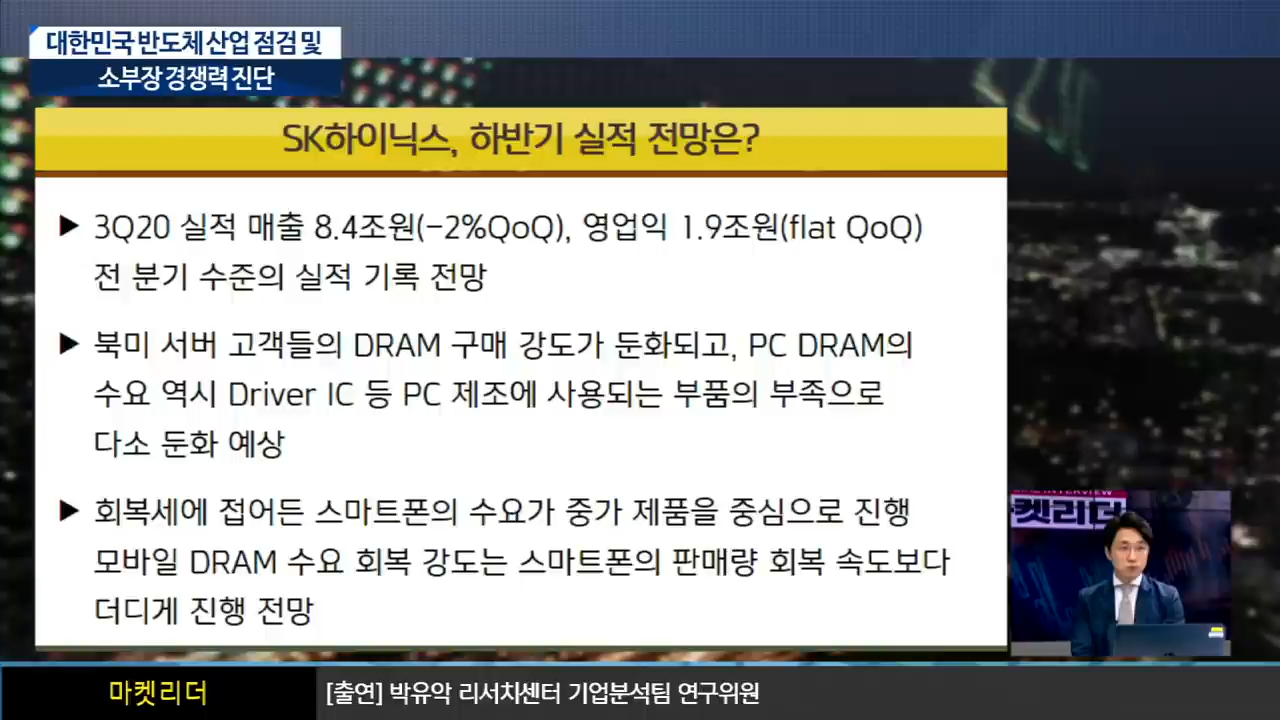 대한민국 반도체 산업 점검 및
소부장 경쟁력 진단
SK하이닉스, 하반기 실적 전망은?
▶ 3Q20 실적 매출 8.4조원(-2%QoQ), 영업익 1.9조원(flat QoQ)
전 분기 수준의 실적 기록 전망
▶ 북미 서버 고객들의 DRAM 구매 강도가 둔화되고, PC DRAM의
수요 역시 Driver IC 등 PC 제조에 사용되는 부품의 부족으로
다소 둔화 예상
▶ 회복세에 접어든 스마트폰의 수요가 중가 제품을 중심으로 진행
모바일 DRAM 수요 회복 강도는 스마트폰의 판매량 회복 속도보다
더디게 진행 전망
INTERVIEW
켓리더
마켓리더
[출연] 박유악 리서치센터 기업분석팀 연구위원